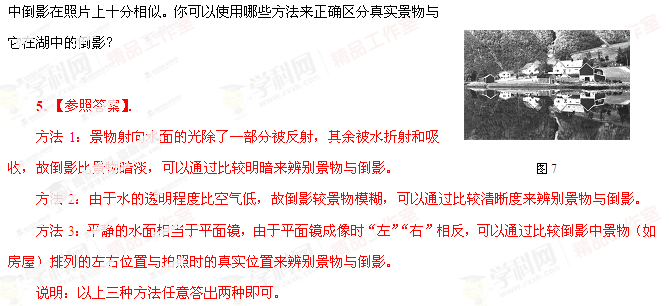 中倒影在照片上十分相似。你可以使用哪些方法来正确区分真实景物与
它在湖中的倒影？
5.【参照答案】.
方法 1：景物射向水面的光除了一部分被反射，其余被水折射和吸
收，故倒影比景物暗淡，可以通过比较明暗来辨别景物与倒影。
图 7
方法 2：由于水的透明程度比空气低，故倒影较景物模糊，可以通过比较清晰度来辨别景物与倒影。
方法 3：平静的水面相当于平面镜，由于平面镜成像时“左”“右”相反，可以通过比较倒影中景物（如
房屋）排列的左右位置与拍照时的真实位置来辨别景物与倒影。
说明：以上三种方法任意答出两种即可。
学科网 精品工作室